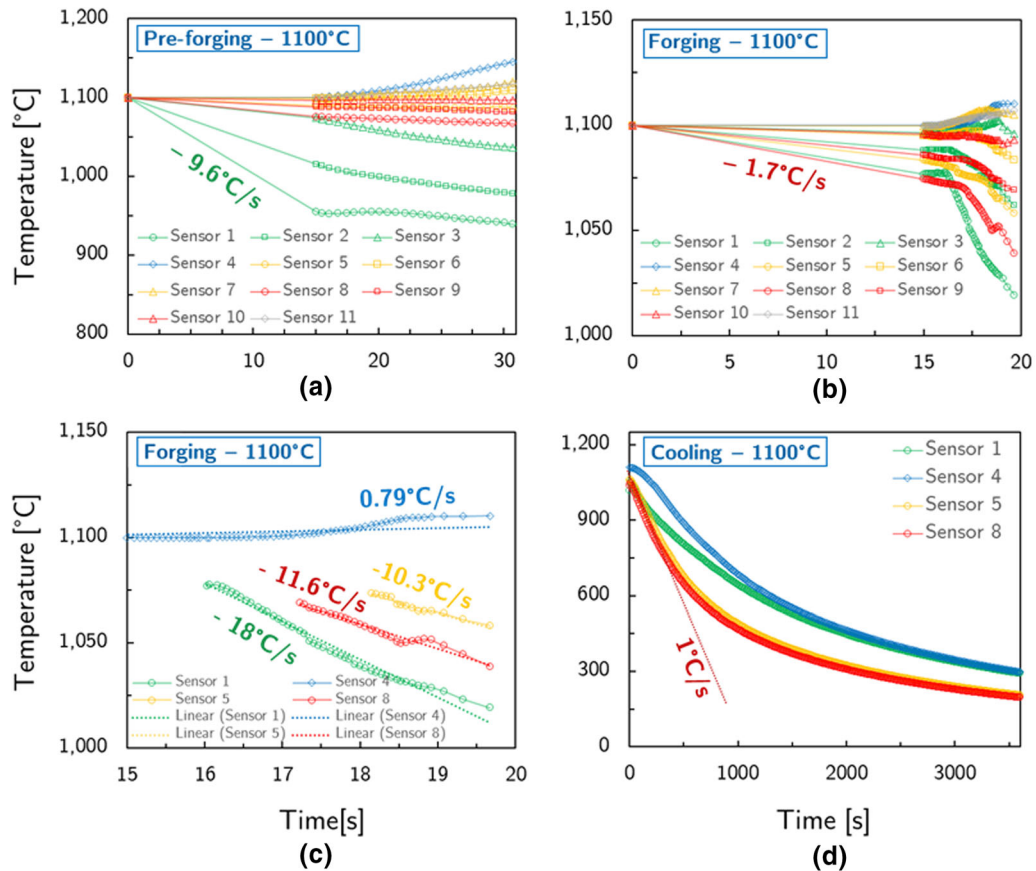 1,200
Pre-forging – 1100°C
1,100
1,000
900
800
Temperature [°C]
– 9.6°C/s
Sensor 1 Sensor 2 Sensor 3
Sensor 4 Sensor 5 Sensor 6
Sensor 7 Sensor 8 Sensor 9
Sensor 10 Sensor 11
0 10 20 30
(a)
1,150
Forging – 1100°C
1,100
1,050
1,000
– 1.7°C/s
Sensor 1 Sensor 2 Sensor 3
Sensor 4 Sensor 5 Sensor 6
Sensor 7 Sensor 8 Sensor 9
Sensor 10 Sensor 11
0 5 10 15 20
(b)
1,150
Forging – 1100°C
1,100
1,050
1,000
Temperature [°C]
0.79°C/s
-10.3°C/s
- 11.6°C/s
- 18°C/s
Sensor 1 Sensor 4
Sensor 5 Sensor 8
Linear (Sensor 1) Linear (Sensor 4)
Linear (Sensor 5) Linear (Sensor 8)
15 16 17 18 19 20
Time[s]
(c)
1,200
Cooling – 1100°C
900
600
300
0
Sensor 1
Sensor 4
Sensor 5
Sensor 8
1°C/s
0 1000 2000 3000
Time [s]
(d)